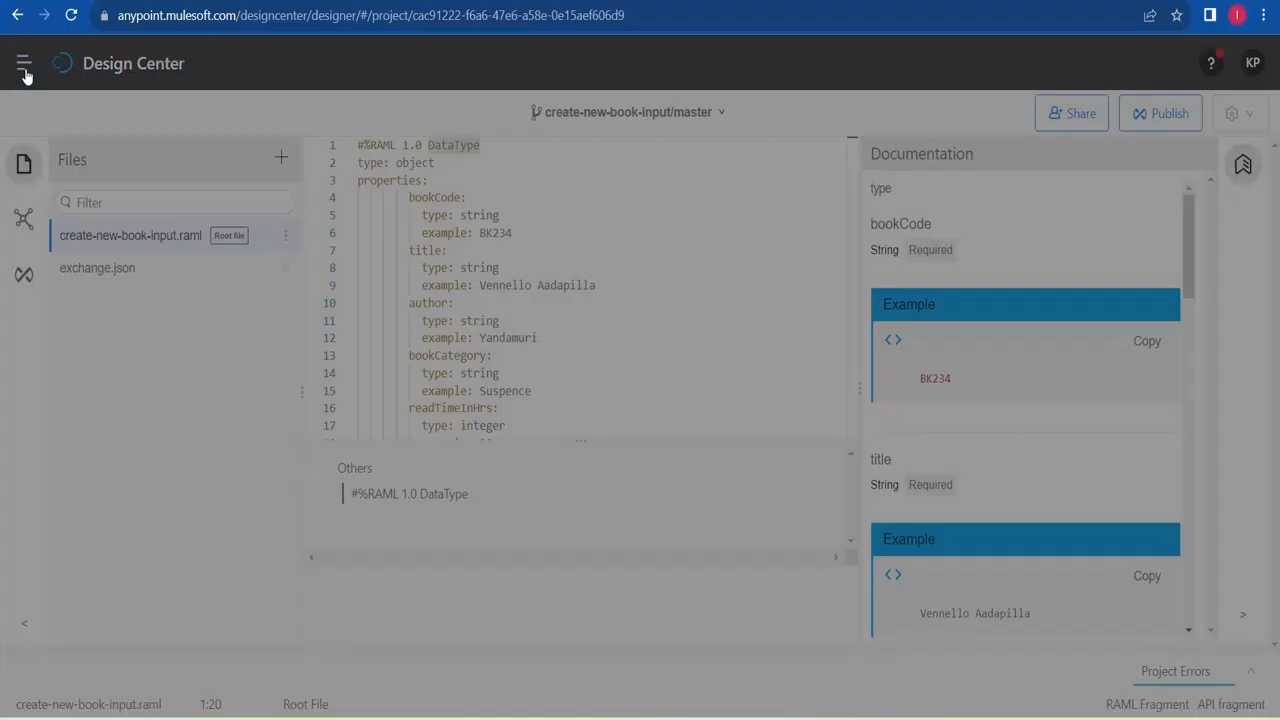 anypoint.mulesoft.com/designcenter/designer/#/project/cac91222-f6a6-47e6-a58e-0e15aef606d9
I
Design Center
?
KP
create-new-book-input/master
Share
Publish
Files
Filter
create-new-book-input.raml Root file
exchange.json
1 #%RAML 1.0 DataType
2 type: object
3 properties:
4 bookCode:
5 type: string
6 example: BK234
7 title:
8 type: string
9 example: Vennello Aadapilla
10 author:
11 type: string
12 example: Yandamuri
13 bookCategory:
14 type: string
15 example: Suspence
16 readTimeInHrs:
17 type: integer
Others
#%RAML 1.0 DataType
Documentation
type
bookCode
String Required
Example
Copy
BK234
title
String Required
Example
Copy
Vennello Aadapilla
Project Errors
create-new-book-input.raml 1:20 Root File RAML Fragment API fragment